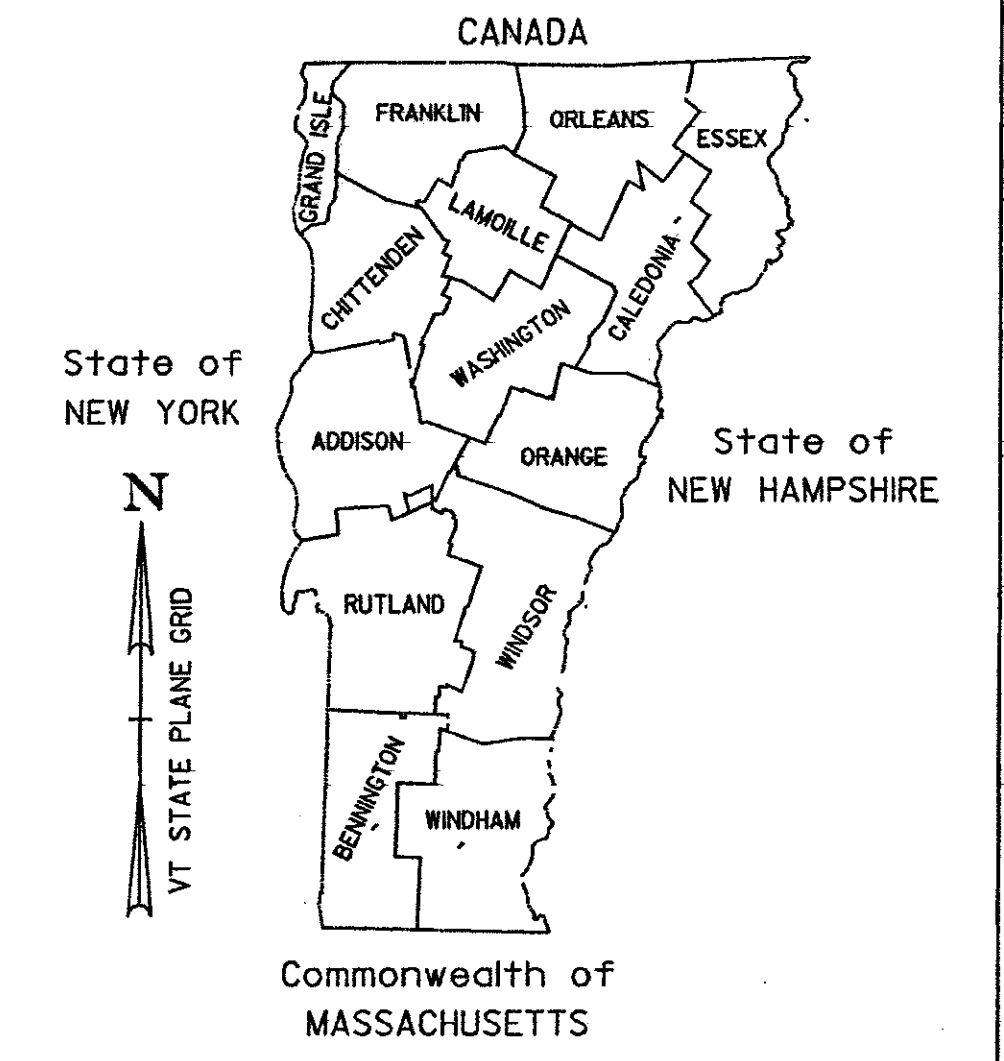 CANADA
GRAND ISLE
FRANKLIN
ORLEANS
ESSEX
LAMOILLE
CHITTENDEN
CALEDONIA
WASHINGTON
State of
NEW YORK
ADDISON
ORANGE
State of
NEW HAMPSHIRE
N
VT STATE PLANE GRID
RUTLAND
WINDSOR
BENNINGTON
WINDHAM
Commonwealth of
MASSACHUSETTS